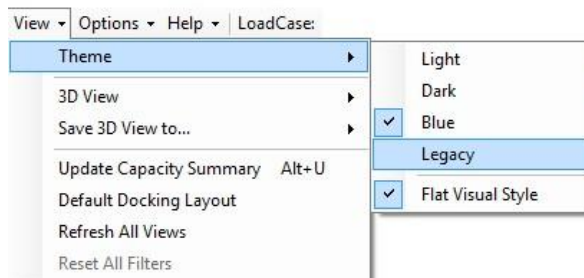 View Options Help LoadCase:
Theme
3D View
Save 3D View to...
Update Capacity Summary Alt+U
Default Docking Layout
Refresh All Views
Reset All Filters
Light
Dark
Blue
Legacy
Flat Visual Style